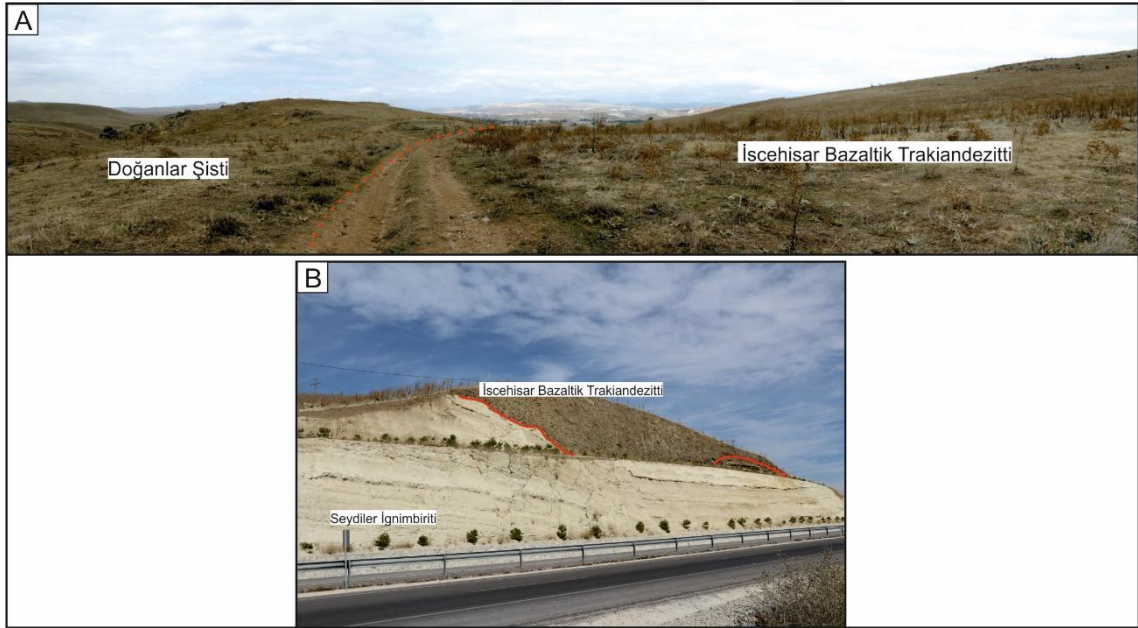 A
Doğanlar Şisti
İscehisar Bazaltik Trakiandezitti
B
İscehisar Bazaltik Trakiandezitti
Seydiler İgnimbiriti